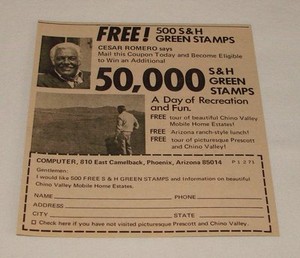 FREE! 500 S&H
GREEN STAMPS
CESAR ROMERO says
Mail this Coupon Today and Become Eligible
to Win an Additional
50,000 S&H
GREEN
STAMPS
A Day of Recreation
and Fun.
FREE tour of beautiful Chino Valley
Mobile Home Estates!
FREE Arizona ranch-style lunch!
FREE tour of picturesque Prescott
and Chino Valley.
COMPUTER, 810 East Camelback, Phoenix, Arizona 85014
Gentlemen:
I would like 500 FREE S & H GREEN STAMPS and Information on beautiful
Chino Valley Mobile Home Estates.
NAME PHONE
ADDRESS
CITY STATE
Check here if you have not visited picturesque Prescott and Chino Valley.